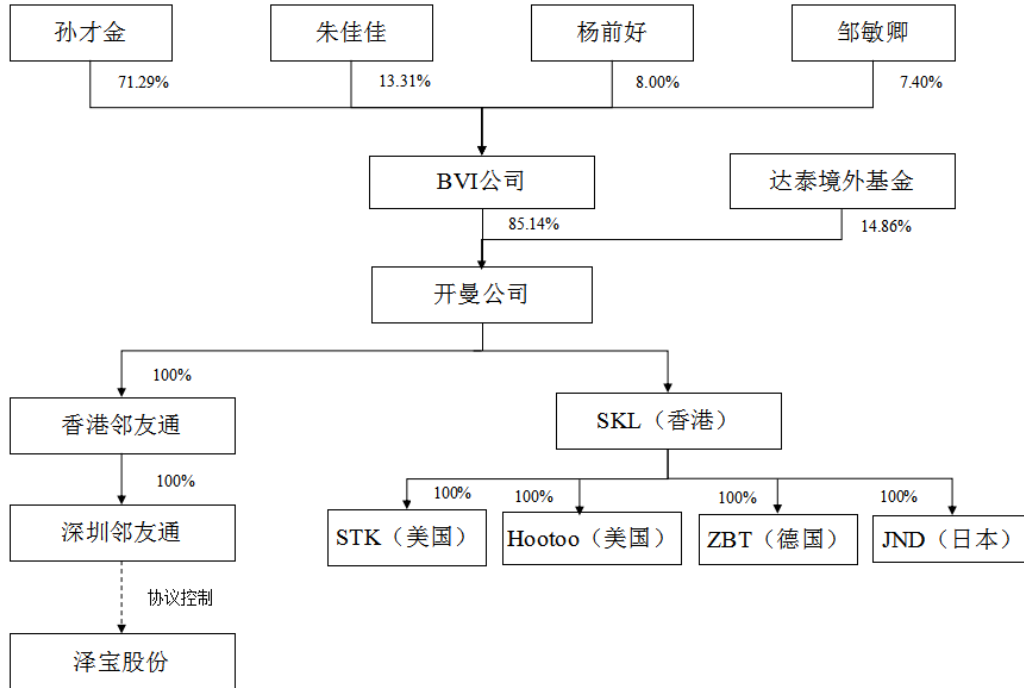 孙才金
朱佳佳
杨前好
邹敏卿
71.29%
13.31%
8.00%
7.40%
BVI公司
达泰境外基金
85.14%
14.86%
开曼公司
100%
香港邻友通
SKL（香港）
100%
100%
100%
100%
100%
深圳邻友通
STK（美国）
Hootoo（美国）
ZBT（德国）
JND（日本）
协议控制
泽宝股份